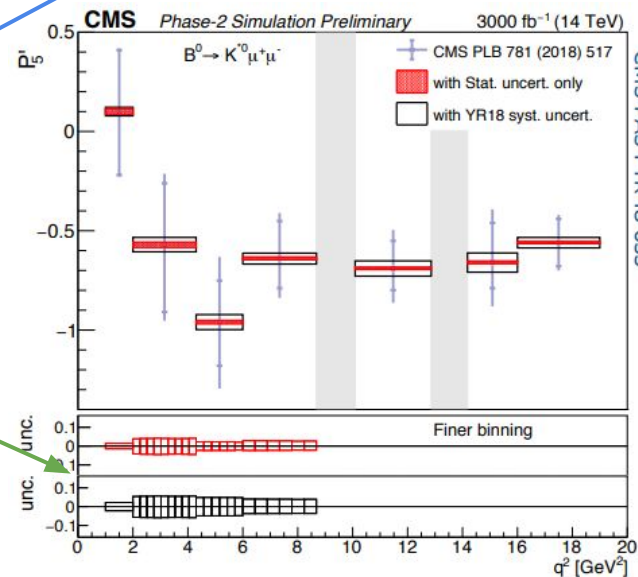 CMS Phase-2 Simulation Preliminary 3000 fb⁻¹ (14 TeV)
P₅'
B⁰→ K*⁰μ⁺μ⁻
CMS PLB 781 (2018) 517
with Stat. uncert. only
with YR18 syst. uncert.
0.5
0
−0.5
−1
unc.
0.1
0
0.1
Finer binning
unc.
0.1
0
−0.1
0 2 4 6 8 10 12 14 16 18 20
q² [GeV²]